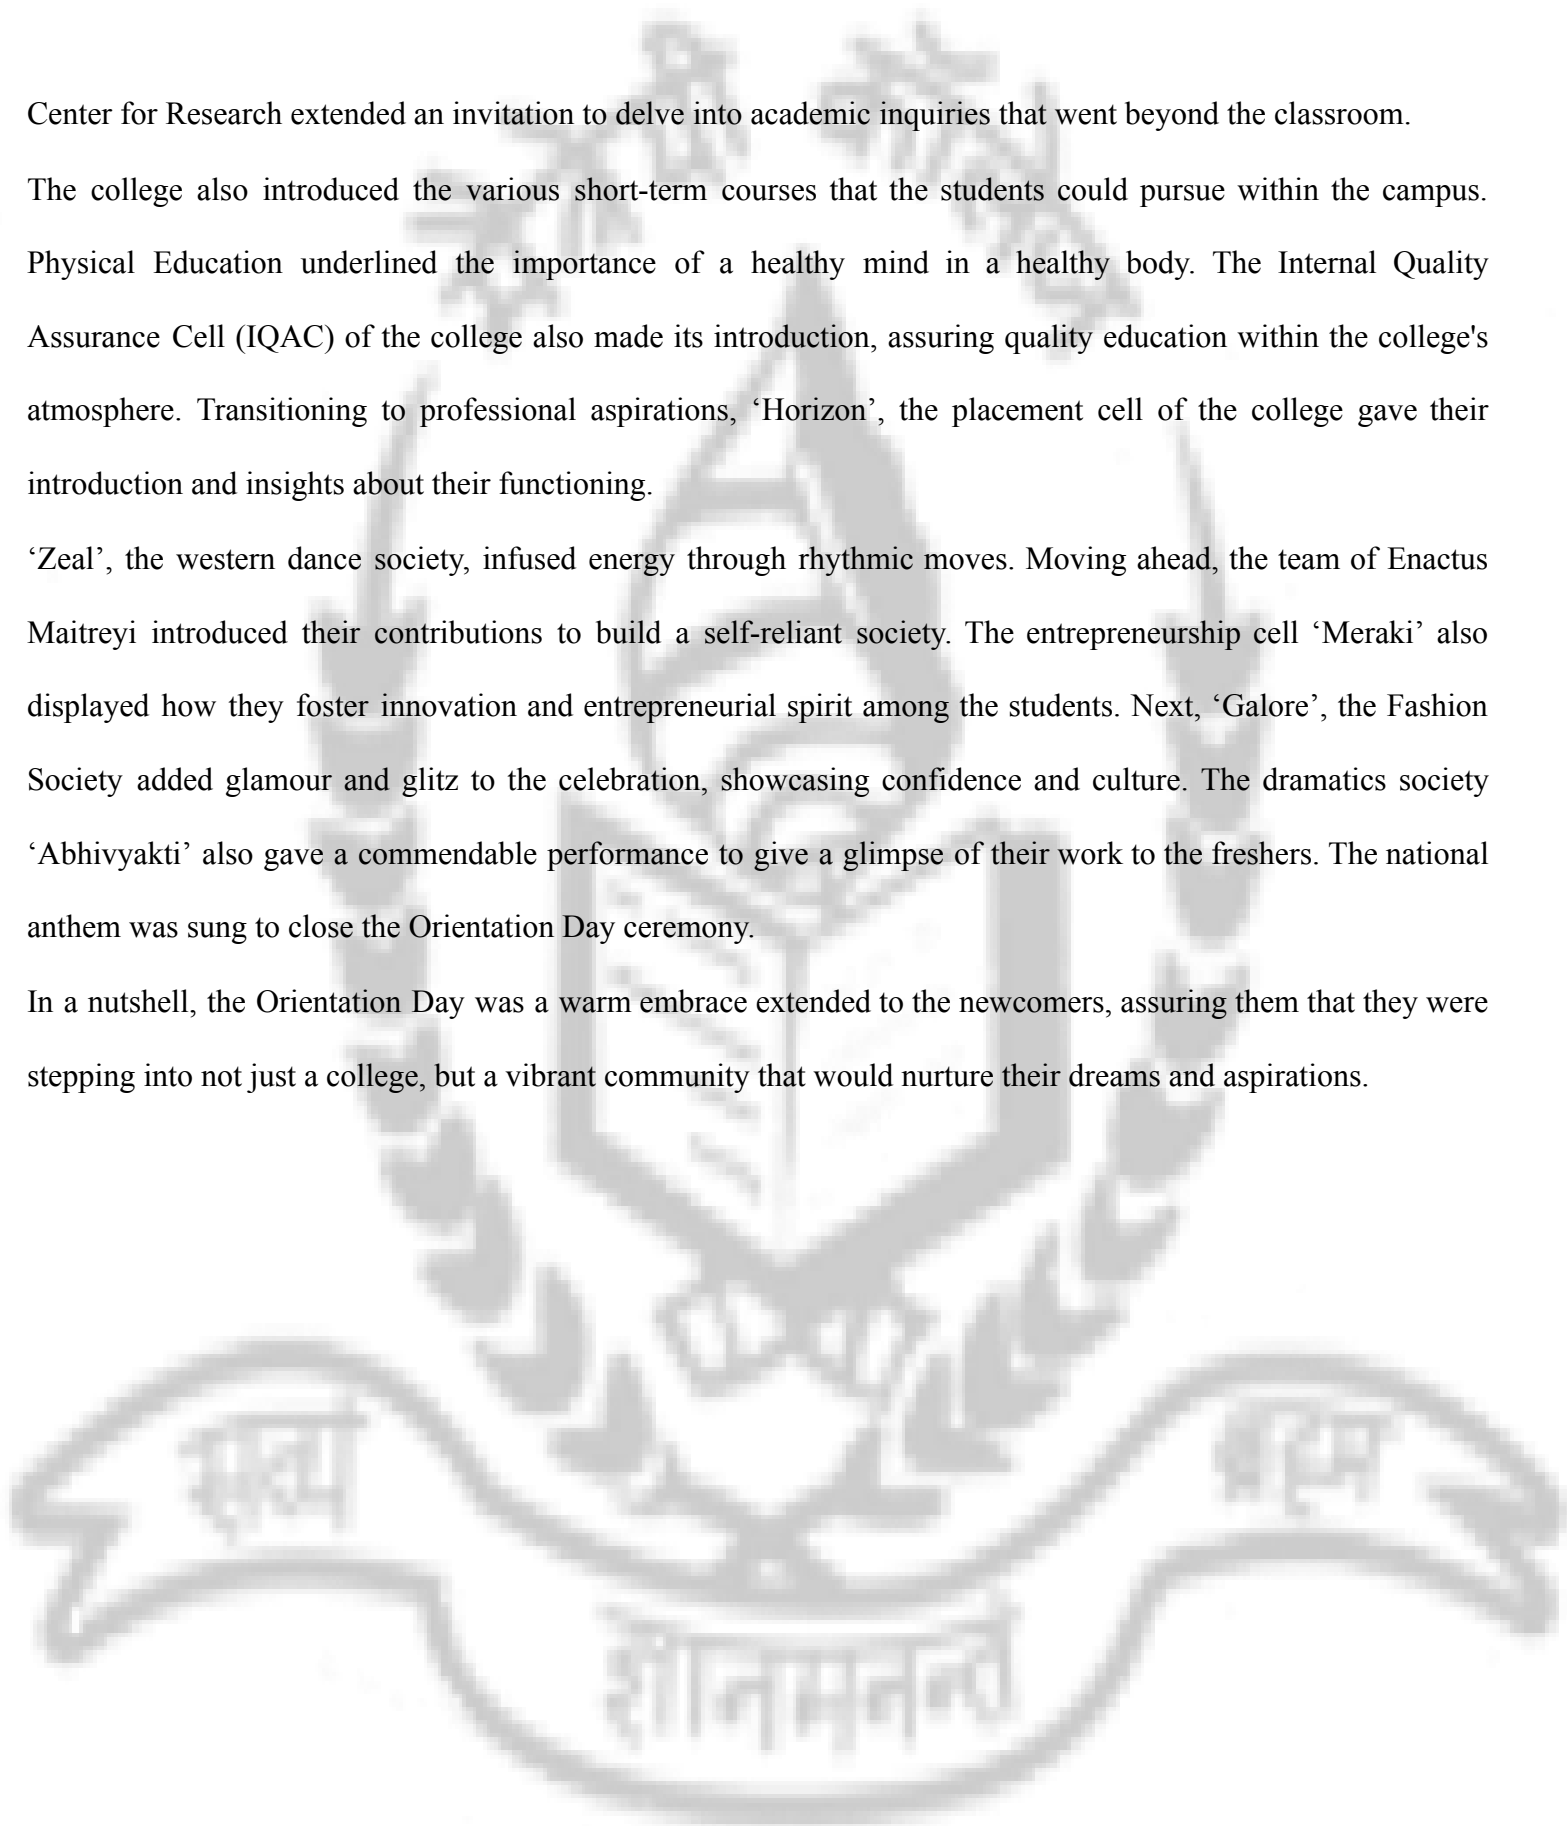 मैत्रेयी कॉलेज
Center for Research extended an invitation to delve into academic inquiries that went beyond the classroom.
The college also introduced the various short-term courses that the students could pursue within the campus.
Physical Education underlined the importance of a healthy mind in a healthy body. The Internal Quality
Assurance Cell (IQAC) of the college also made its introduction, assuring quality education within the college's
atmosphere. Transitioning to professional aspirations, ‘Horizon’, the placement cell of the college gave their
introduction and insights about their functioning.
‘Zeal’, the western dance society, infused energy through rhythmic moves. Moving ahead, the team of Enactus
Maitreyi introduced their contributions to build a self-reliant society. The entrepreneurship cell ‘Meraki’ also
displayed how they foster innovation and entrepreneurial spirit among the students. Next, ‘Galore’, the Fashion
Society added glamour and glitz to the celebration, showcasing confidence and culture. The dramatics society
‘Abhivyakti’ also gave a commendable performance to give a glimpse of their work to the freshers. The national
anthem was sung to close the Orientation Day ceremony.
In a nutshell, the Orientation Day was a warm embrace extended to the newcomers, assuring them that they were
stepping into not just a college, but a vibrant community that would nurture their dreams and aspirations.